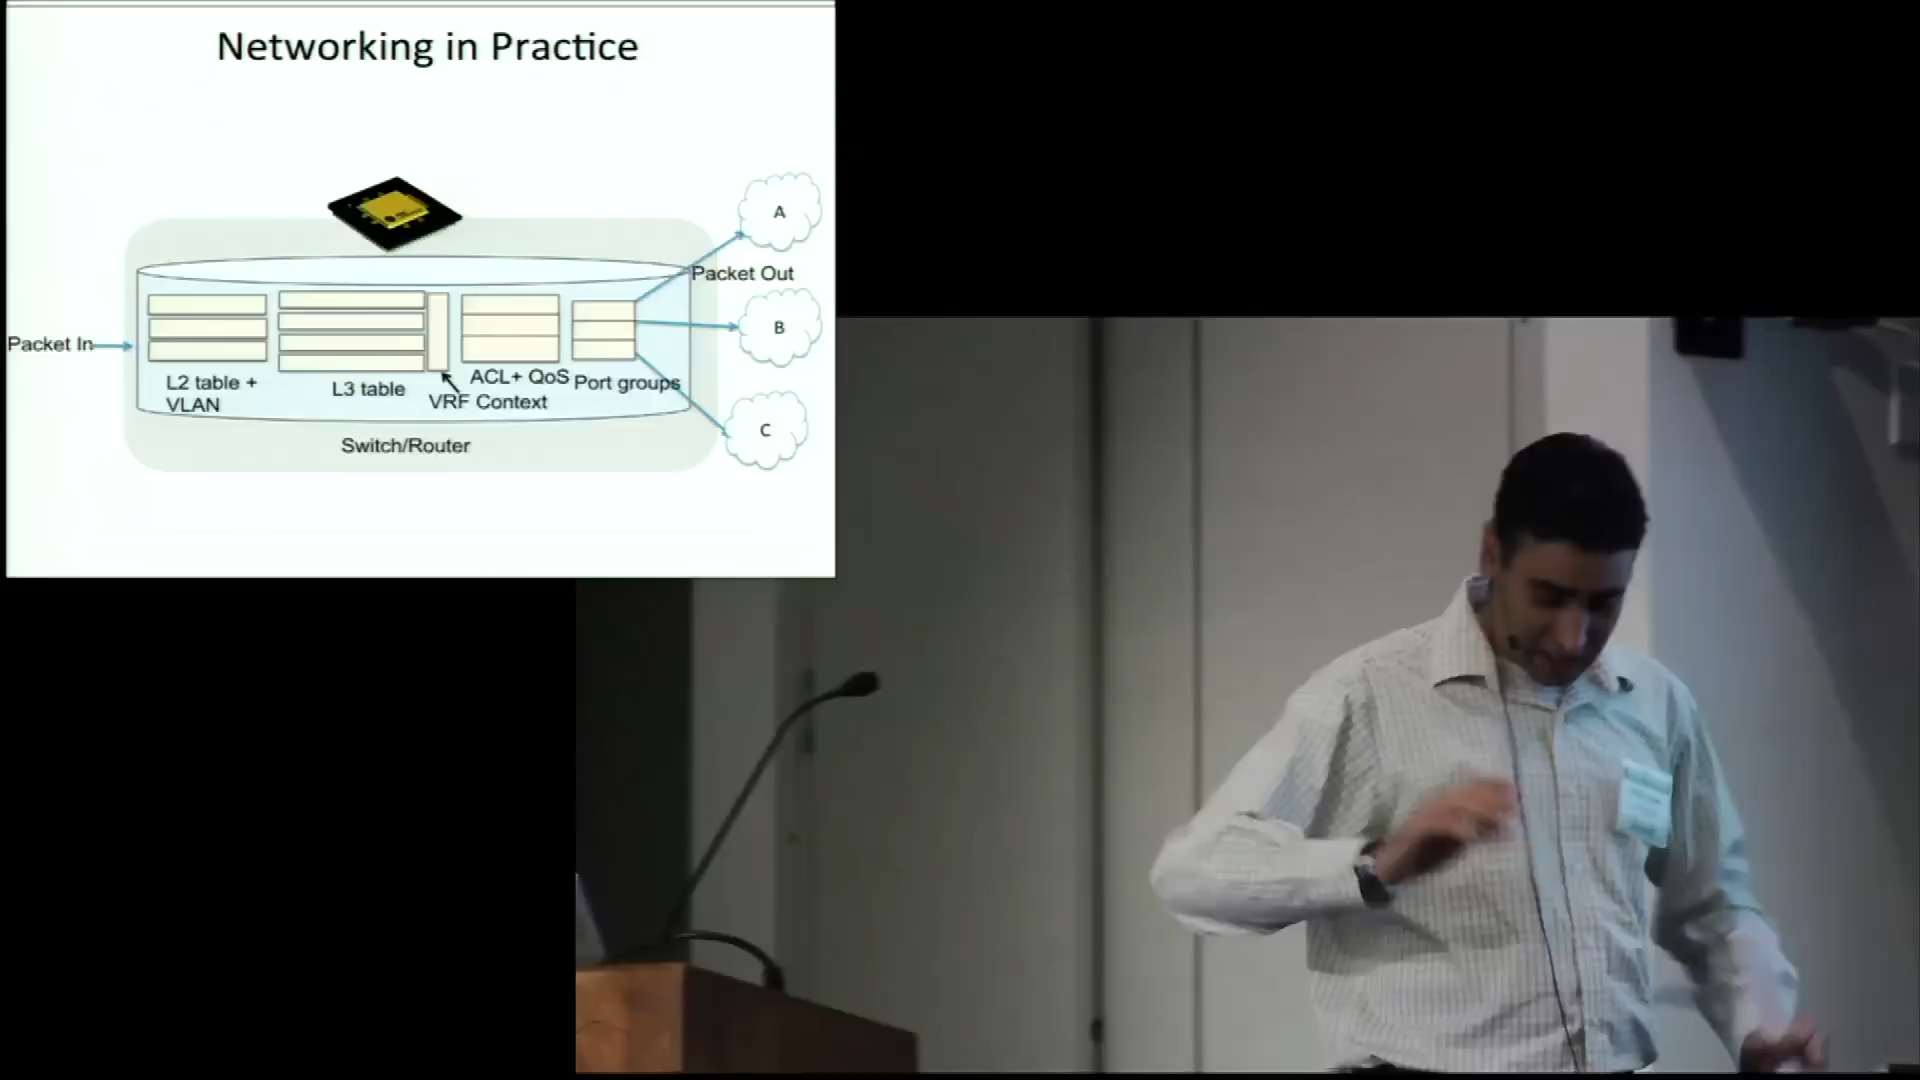 Networking in Practice
A
Packet Out
B
Packet In
L2 table +
VLAN
L3 table
ACL+ QoS
Port groups
VRF Context
C
Switch/Router